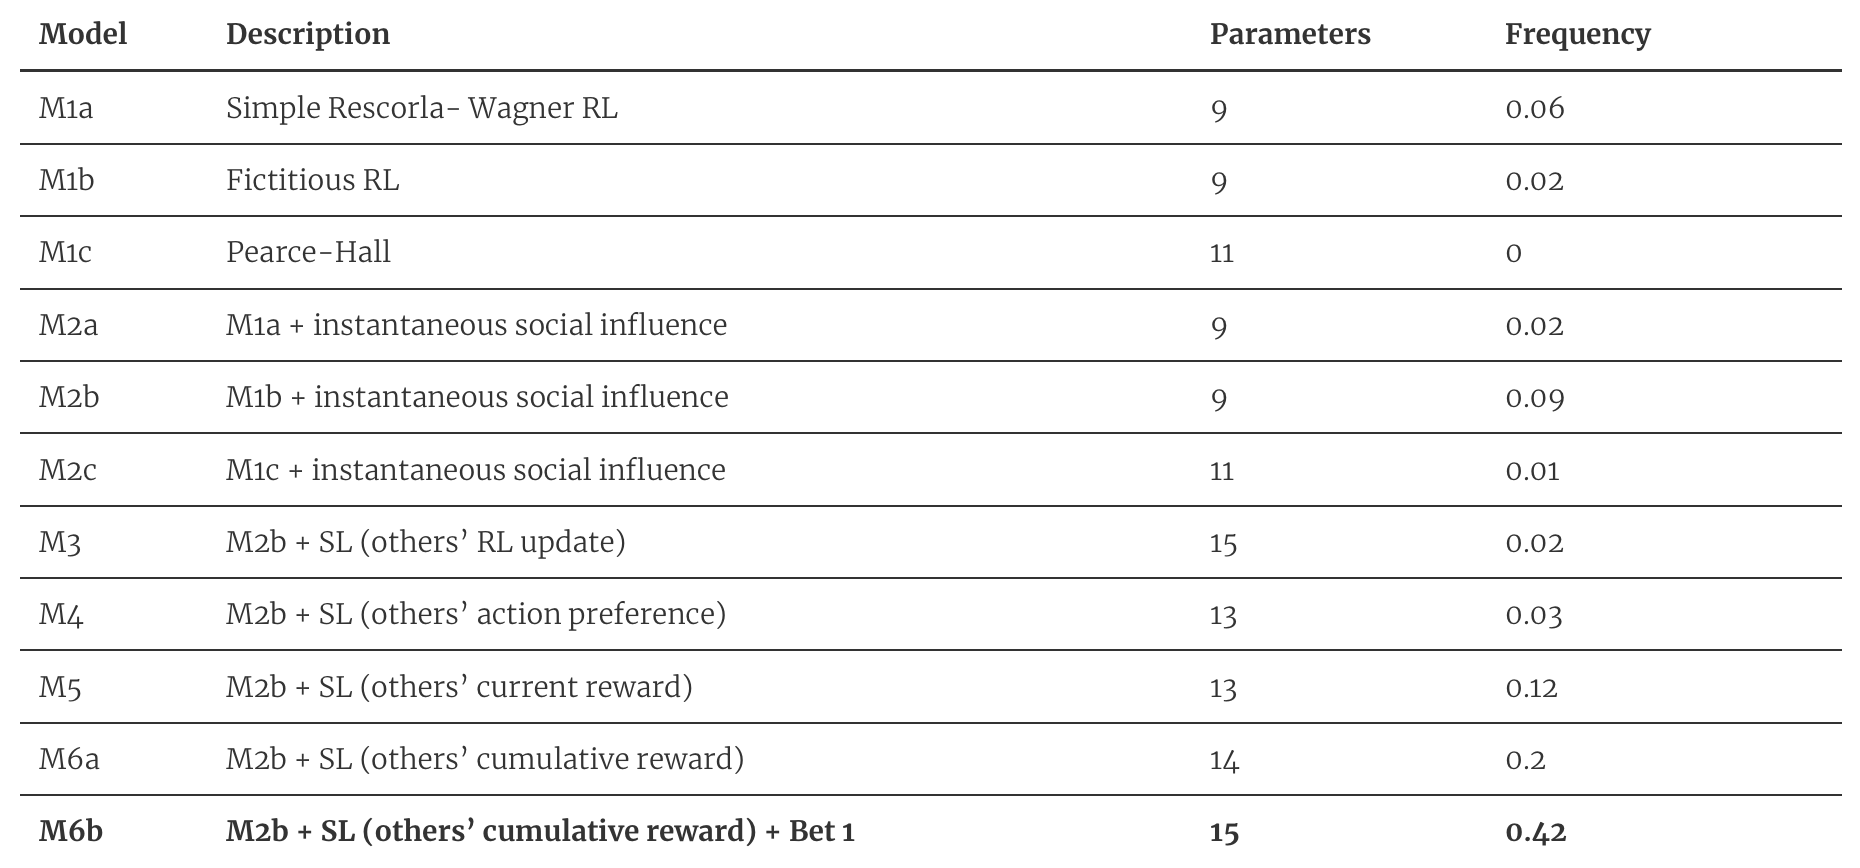 Model Description Parameters Frequency
M1a Simple Rescorla- Wagner RL 9 0.06
M1b Fictitious RL 9 0.02
M1c Pearce-Hall 11 0
M2a M1a + instantaneous social influence 9 0.02
M2b M1b + instantaneous social influence 9 0.09
M2c M1c + instantaneous social influence 11 0.01
M3 M2b + SL (others’ RL update) 15 0.02
M4 M2b + SL (others’ action preference) 13 0.03
M5 M2b + SL (others’ current reward) 13 0.12
M6a M2b + SL (others’ cumulative reward) 14 0.2
M6b M2b + SL (others’ cumulative reward) + Bet 1 15 0.42